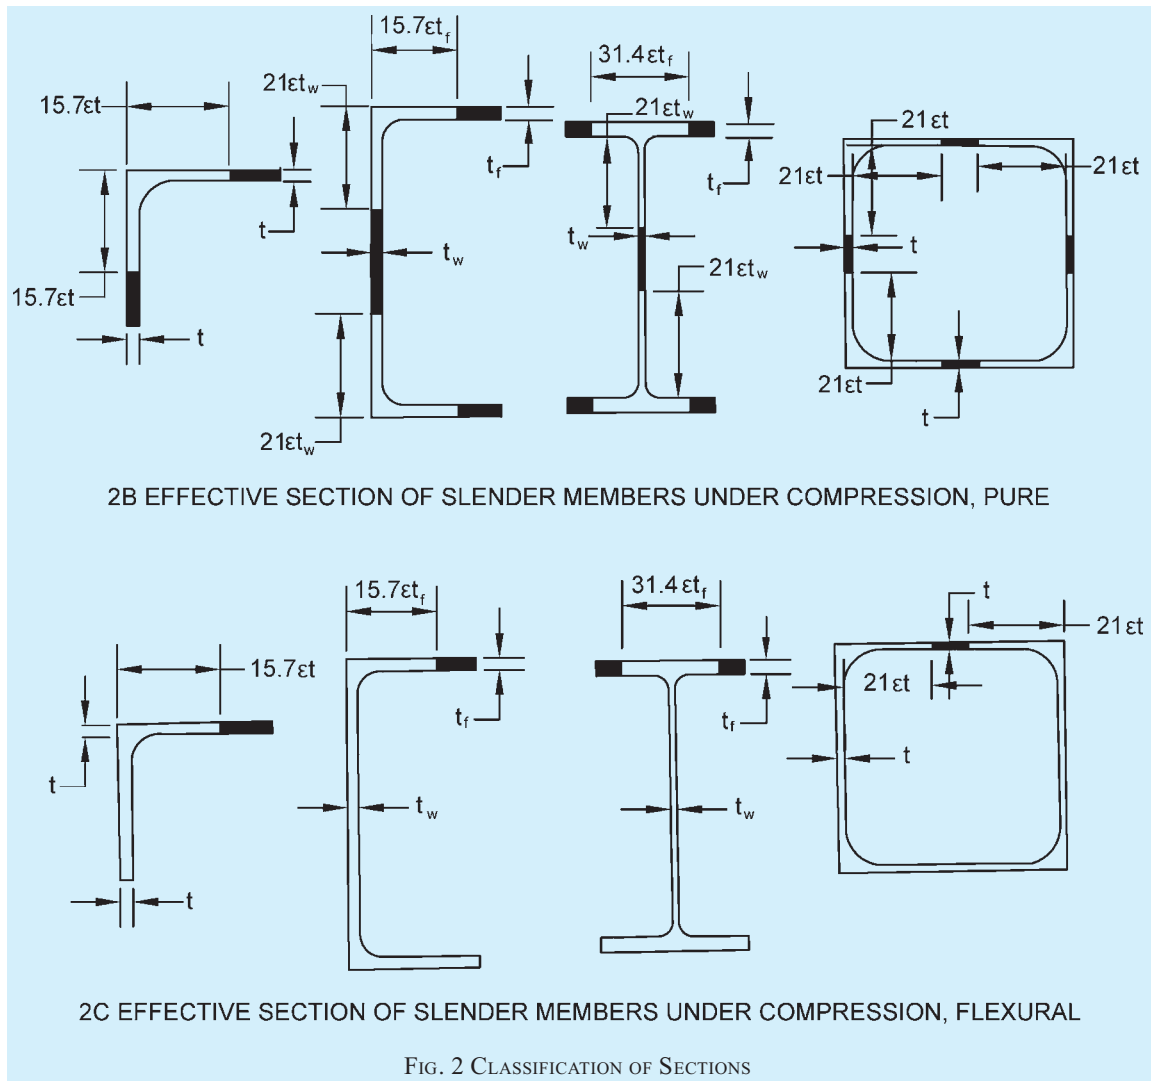 15.7εt_f
31.4εt_f
21εt_w
21εt_w
15.7εt
21εt
t_f
t_f
21εt
21εt
t
t_w
t_w
t
21εt_w
15.7εt
t
21εt
t
21εt_w
2B EFFECTIVE SECTION OF SLENDER MEMBERS UNDER COMPRESSION, PURE
15.7εt_f
31.4 εt_f
t
21εt
15.7εt
21εt
t_f
t_f
t
t
t_w
t_w
t
2C EFFECTIVE SECTION OF SLENDER MEMBERS UNDER COMPRESSION, FLEXURAL
FIG. 2 CLASSIFICATION OF SECTIONS